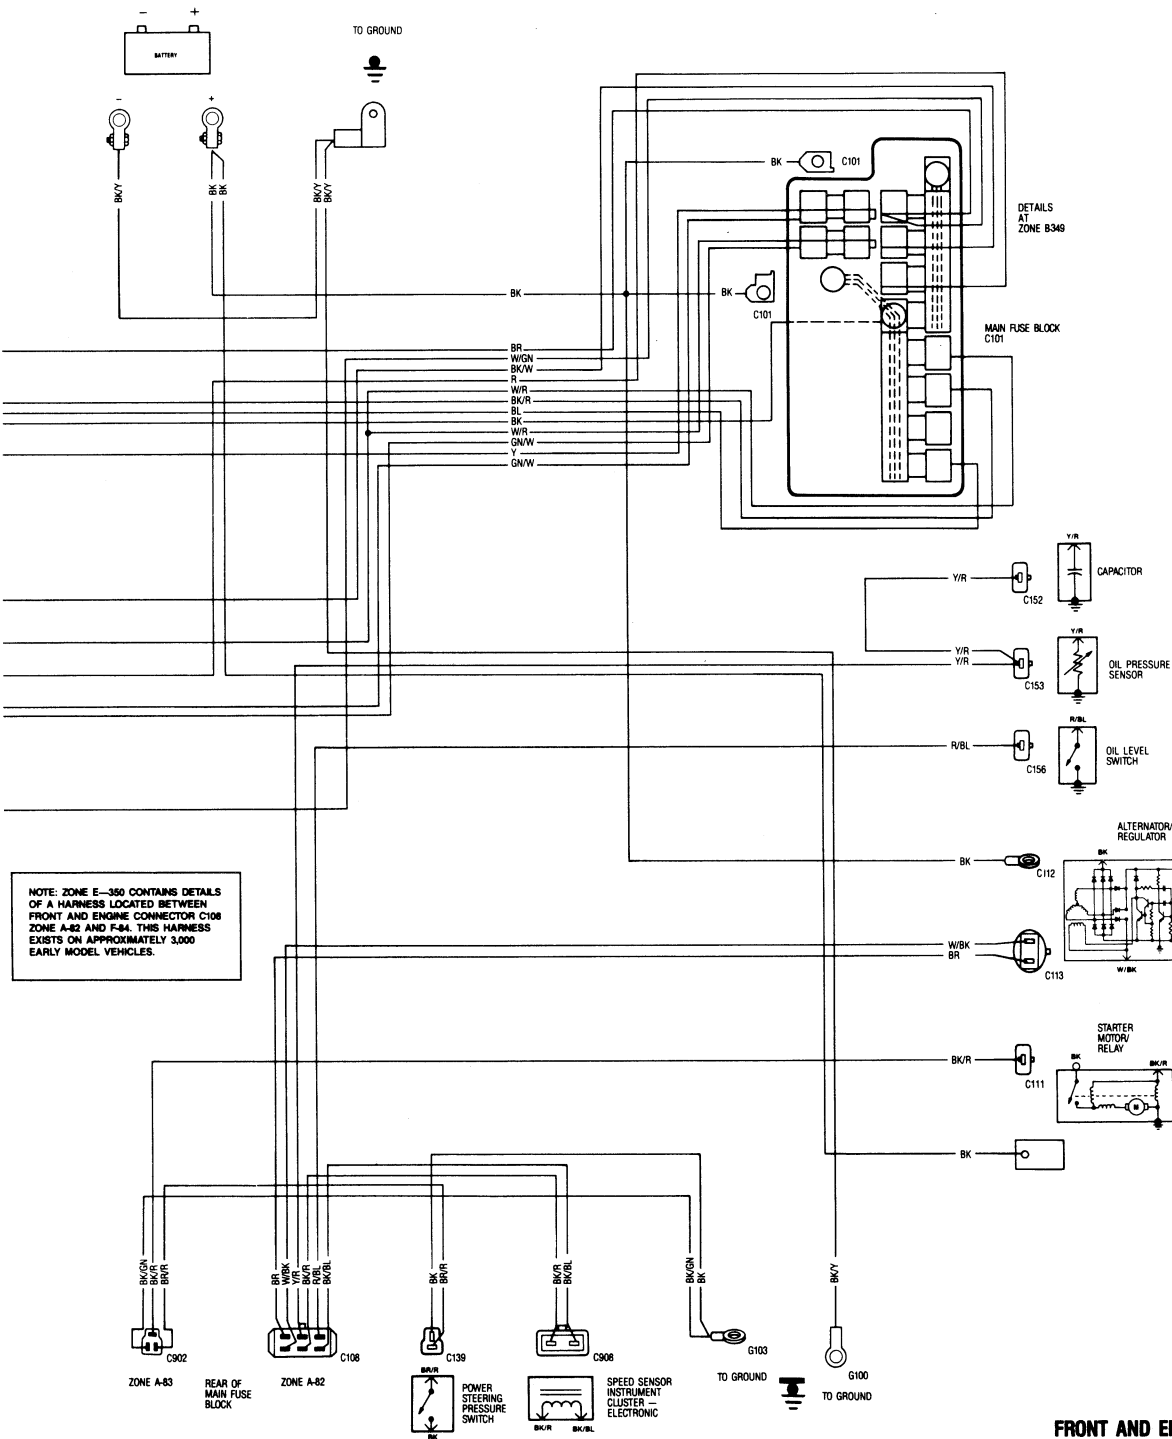 − +
BATTERY
TO GROUND
− +
BK/Y
BK
BK
BK/Y
BK/Y
BK
C101
DETAILS
AT
ZONE B349
BK
BK
C101
MAIN FUSE BLOCK
C101
BR
W/GN
BK/W
R
W/R
BK/R
BL
BK
W/R
GN/W
Y
GN/W
Y/R
CAPACITOR
Y/R
C152
Y/R
Y/R
Y/R
C153
OIL PRESSURE
SENSOR
R/BL
R/BL
C156
OIL LEVEL
SWITCH
ALTERNATOR/
REGULATOR
BK
BK
C112
NOTE: ZONE E—350 CONTAINS DETAILS
OF A HARNESS LOCATED BETWEEN
FRONT AND ENGINE CONNECTOR C108
ZONE A-82 AND F-84. THIS HARNESS
EXISTS ON APPROXIMATELY 3,000
EARLY MODEL VEHICLES.
W/BK
BR
C113
W/BK
STARTER
MOTOR/
RELAY
BK/R
C111
BK
BK/R
M
BK
BK/GN
BK/R
BR/R
BR
W/BK
Y/R
BK/R
R/BL
BK/BL
BK
BR/R
BK/R
BK/BL
BK/GN
BK
BK/Y
C902
C108
C139
C908
G103
G100
ZONE A-83
REAR OF
MAIN FUSE
BLOCK
ZONE A-82
BR/R
POWER
STEERING
PRESSURE
SWITCH
BK
SPEED SENSOR
INSTRUMENT
CLUSTER —
ELECTRONIC
BK/R
BK/BL
TO GROUND
TO GROUND
FRONT AND